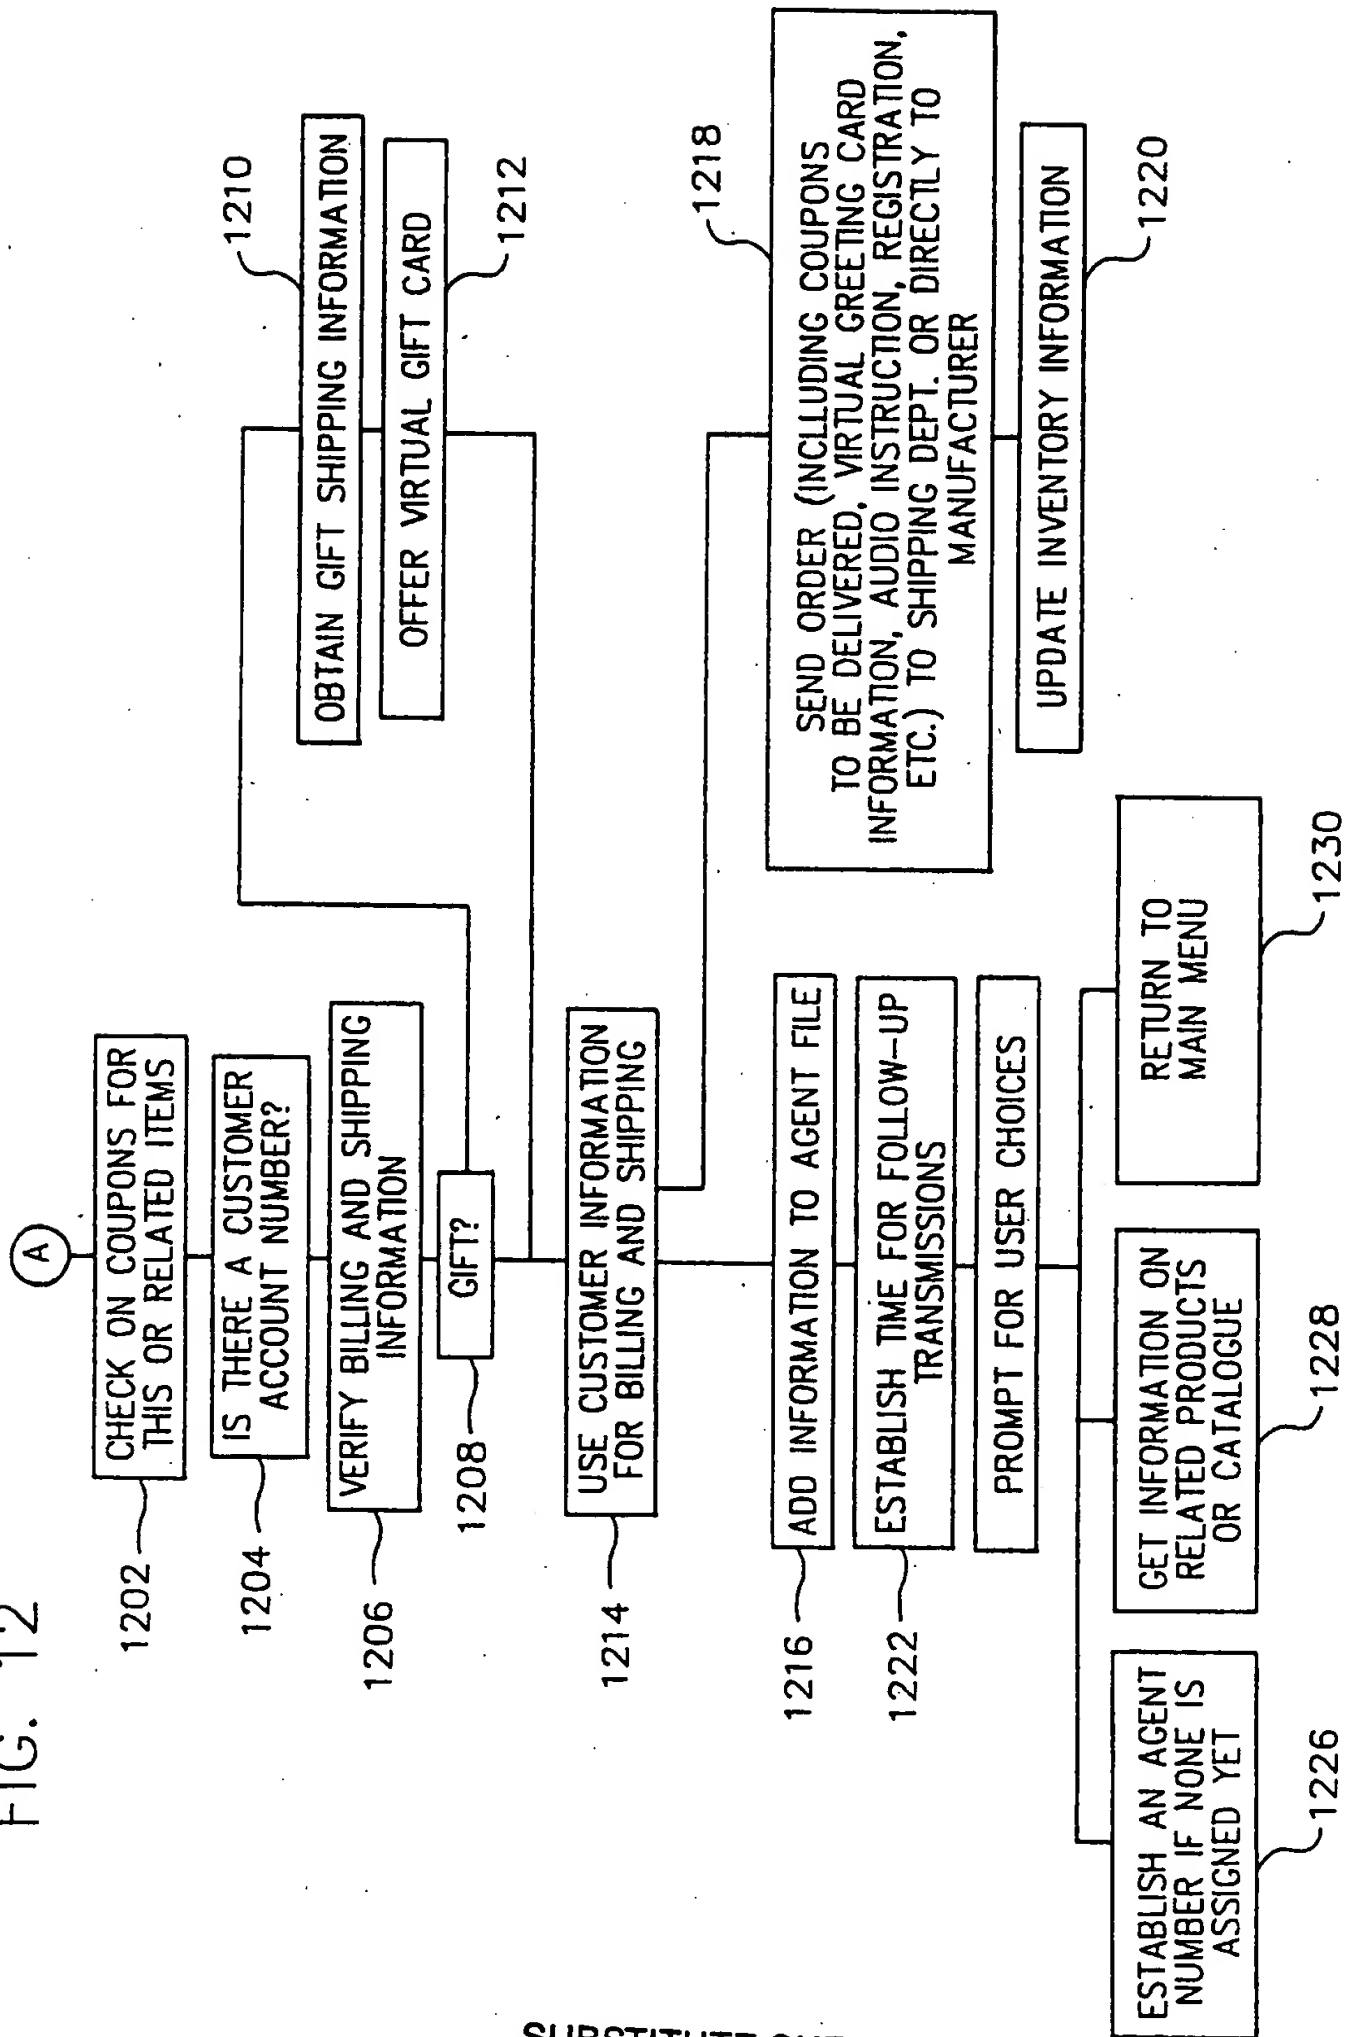 FIG. 12
A
1202
CHECK ON COUPONS FOR
THIS OR RELATED ITEMS
1204
IS THERE A CUSTOMER
ACCOUNT NUMBER?
1206
VERIFY BILLING AND SHIPPING
INFORMATION
1208
GIFT?
1210
OBTAIN GIFT SHIPPING INFORMATION
OFFER VIRTUAL GIFT CARD
1212
1214
USE CUSTOMER INFORMATION
FOR BILLING AND SHIPPING
1218
SEND ORDER (INCLUDING COUPONS
TO BE DELIVERED, VIRTUAL GREETING CARD
INFORMATION, AUDIO INSTRUCTION, REGISTRATION,
ETC.) TO SHIPPING DEPT. OR DIRECTLY TO
MANUFACTURER
UPDATE INVENTORY INFORMATION
1220
1216
ADD INFORMATION TO AGENT FILE
1222
ESTABLISH TIME FOR FOLLOW-UP
TRANSMISSIONS
PROMPT FOR USER CHOICES
ESTABLISH AN AGENT
NUMBER IF NONE IS
ASSIGNED YET
1226
GET INFORMATION ON
RELATED PRODUCTS
OR CATALOGUE
1228
RETURN TO
MAIN MENU
1230
SUBSTITUTE